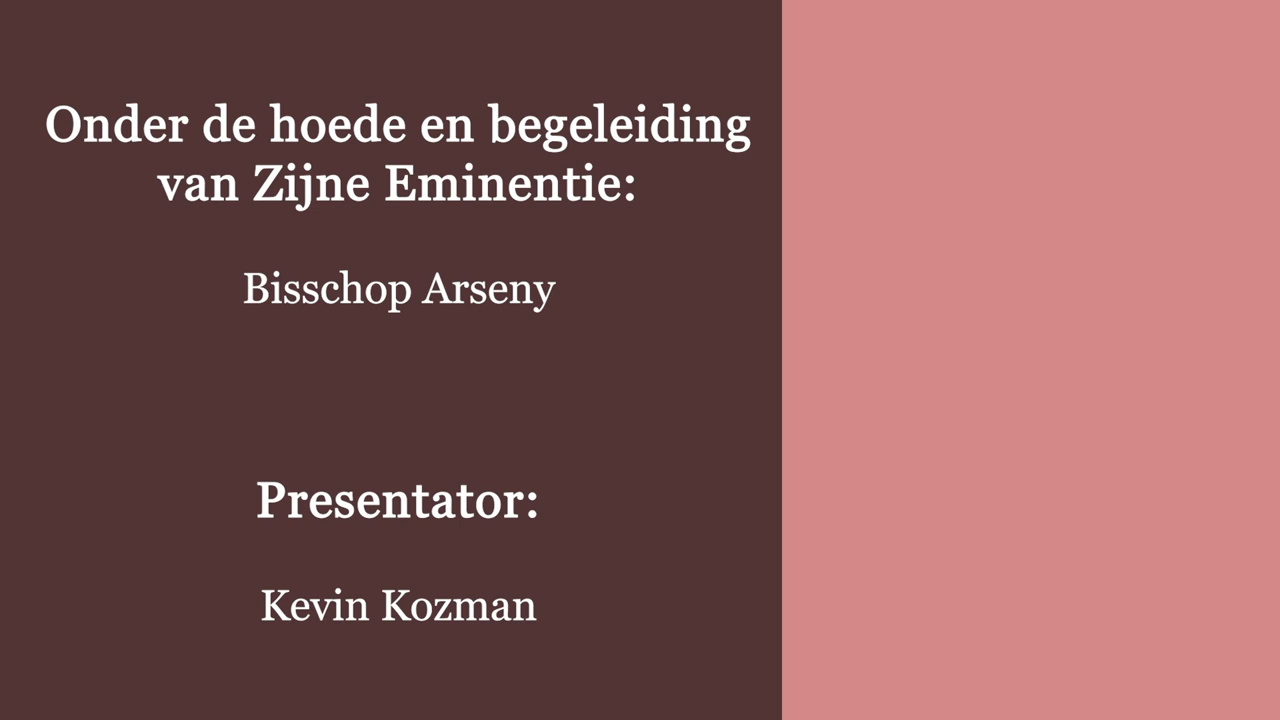 Onder de hoede en begeleiding
van Zijne Eminentie:
Bisschop Arseny
Presentator:
Kevin Kozman